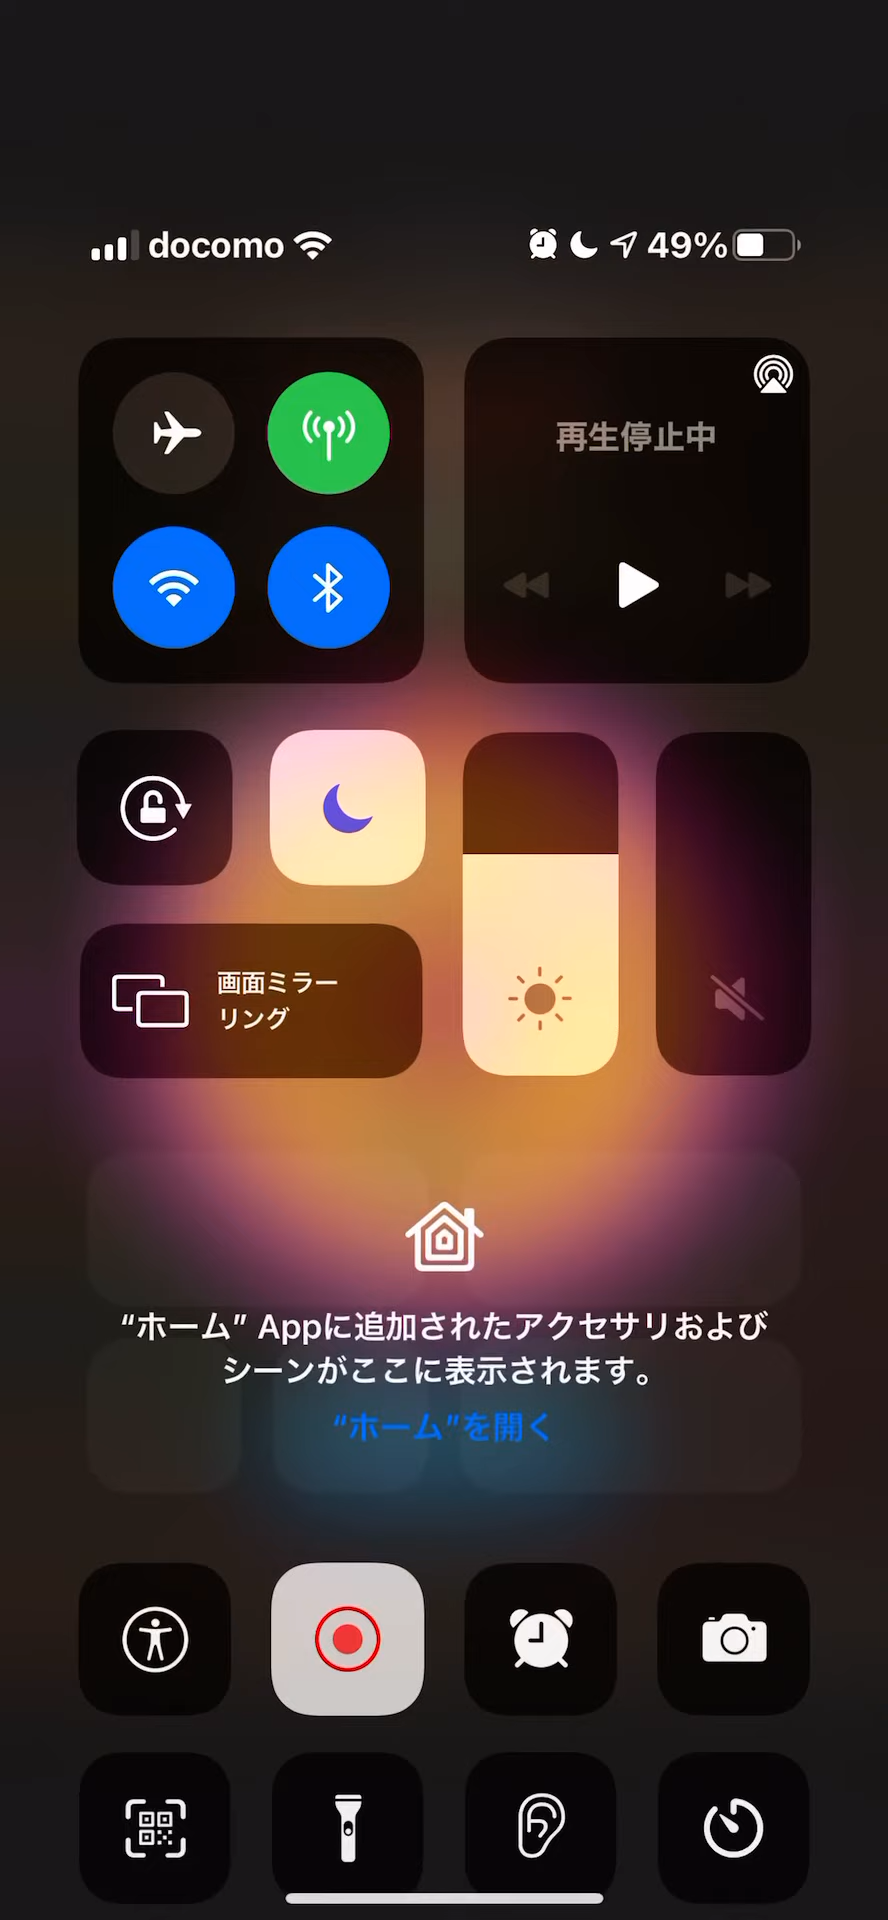 docomo 49%
再生停止中
画面ミラー
リング
“ホーム” Appに追加されたアクセサリおよび
シーンがここに表示されます。
“ホーム”を開く